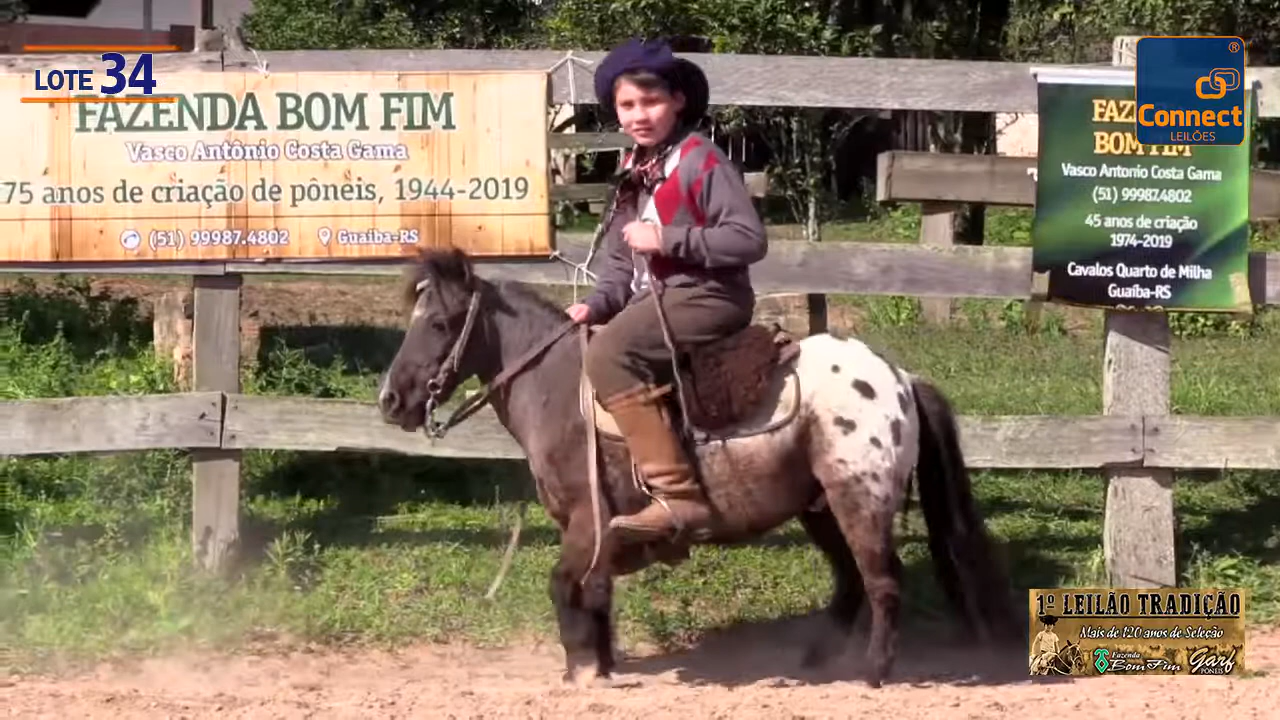 LOTE 34
FAZENDA BOM FIM
Vasco Antônio Costa Gama
75 anos de criação de pôneis, 1944-2019
(51) 99987.4802 Guaíba-RS
Connect ®
LEILÕES
FAZ
BOM FIM
Vasco Antonio Costa Gama
(51) 99987.4802
45 anos de criação
1974-2019
Cavalos Quarto de Milha
Guaíba-RS
1º LEILÃO TRADIÇÃO
Mais de 120 anos de Seleção
Fazenda
Bom Fim
Garf
PÔNEIS